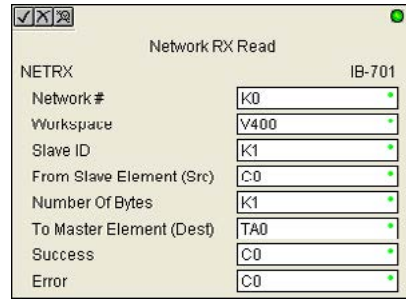 Network RX Read
NETRX IB-701
Network # K0
Workspace V400
Slave ID K1
From Slave Element (Src) C0
Number Of Bytes K1
To Master Element (Dest) TA0
Success C0
Error C0